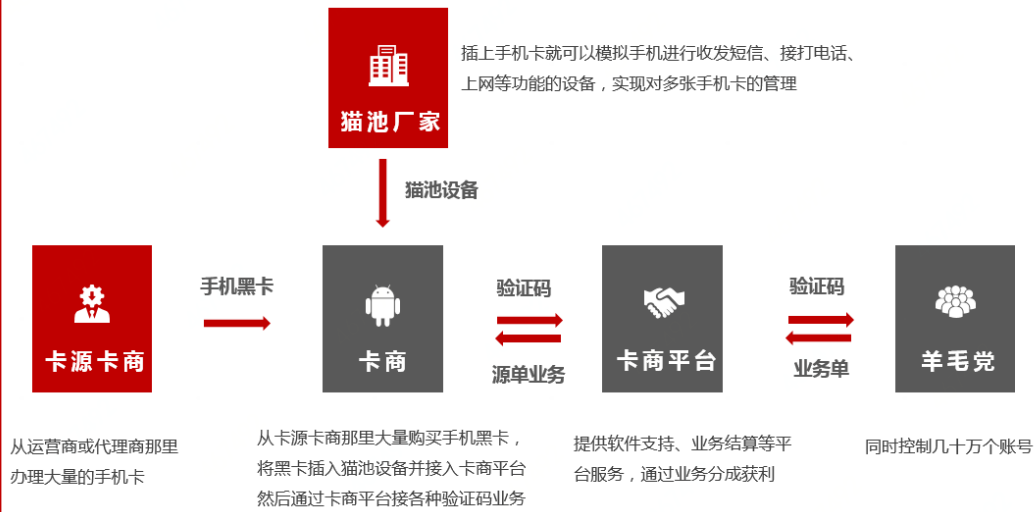 插上手机卡就可以模拟手机进行收发短信、接打电话、
上网等功能的设备，实现对多张手机卡的管理
猫池厂家
猫池设备
手机黑卡
验证码
验证码
源单业务
业务单
卡源卡商
卡商
卡商平台
羊毛党
从运营商或代理商那里
办理大量的手机卡
从卡源卡商那里大量购买手机黑卡，
将黑卡插入猫池设备并接入卡商平台
然后通过卡商平台接各种验证码业务
提供软件支持、业务结算等平
台服务，通过业务分成获利
同时控制几十万个账号